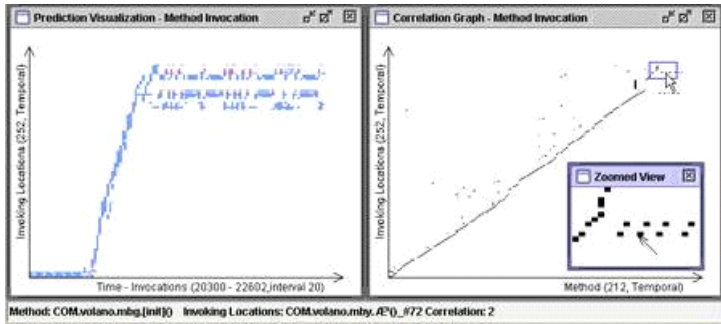 Prediction Visualization - Method Invocation
Invoking Locations (252, Temporal)
Time - Invocations (20300 - 22602,interval 20)
Correlation Graph - Method Invocation
Invoking Locations (252, Temporal)
Zoomed View
Method (212, Temporal)
Method: COM.volano.mbg.[init]() Invoking Locations: COM.volano.mby. Æ²()_#72 Correlation: 2